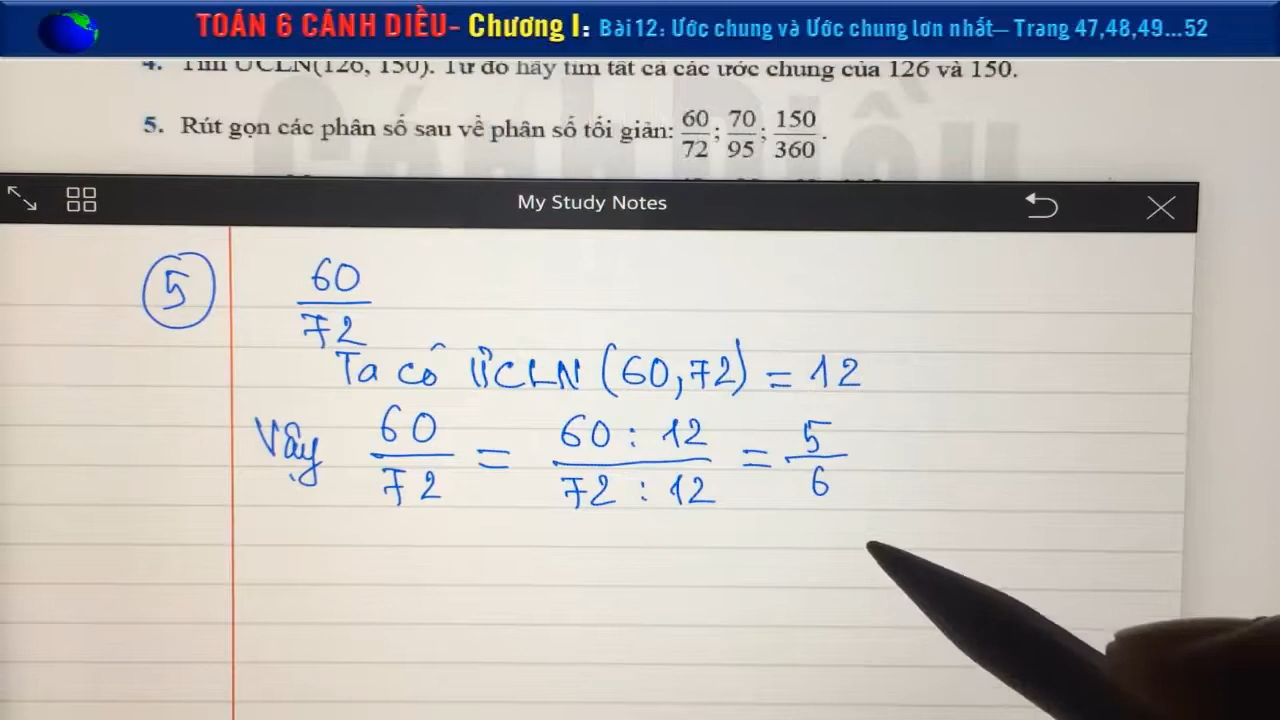 TOÁN 6 CÁNH DIỀU- Chương I: Bài 12: Ước chung và Ước chung lớn nhất– Trang 47,48,49...52
4. Tìm ƯCLN(126, 150). Từ đó hãy tìm tất cả các ước chung của 126 và 150.
5. Rút gọn các phân số sau về phân số tối giản: 60/72; 70/95; 150/360.
My Study Notes
5 60/72
Ta có ƯCLN (60,72) = 12
Vậy 60/72 = 60 : 12/72 : 12 = 5/6